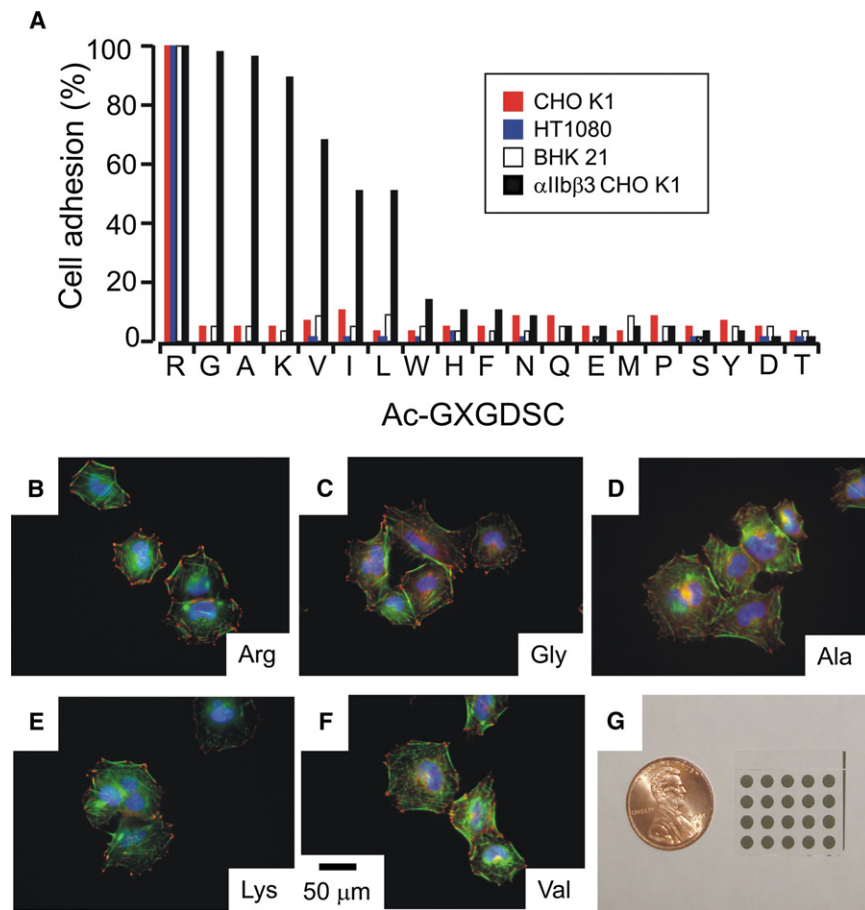 A
Cell adhesion (%)
100
80
60
40
20
0
CHO K1
HT1080
BHK 21
αIIbβ3 CHO K1
R G A K V I L W H F N Q E M P S Y D T
Ac-GXGDSC
B
Arg
C
Gly
D
Ala
E
Lys
F
50 μm
Val
G